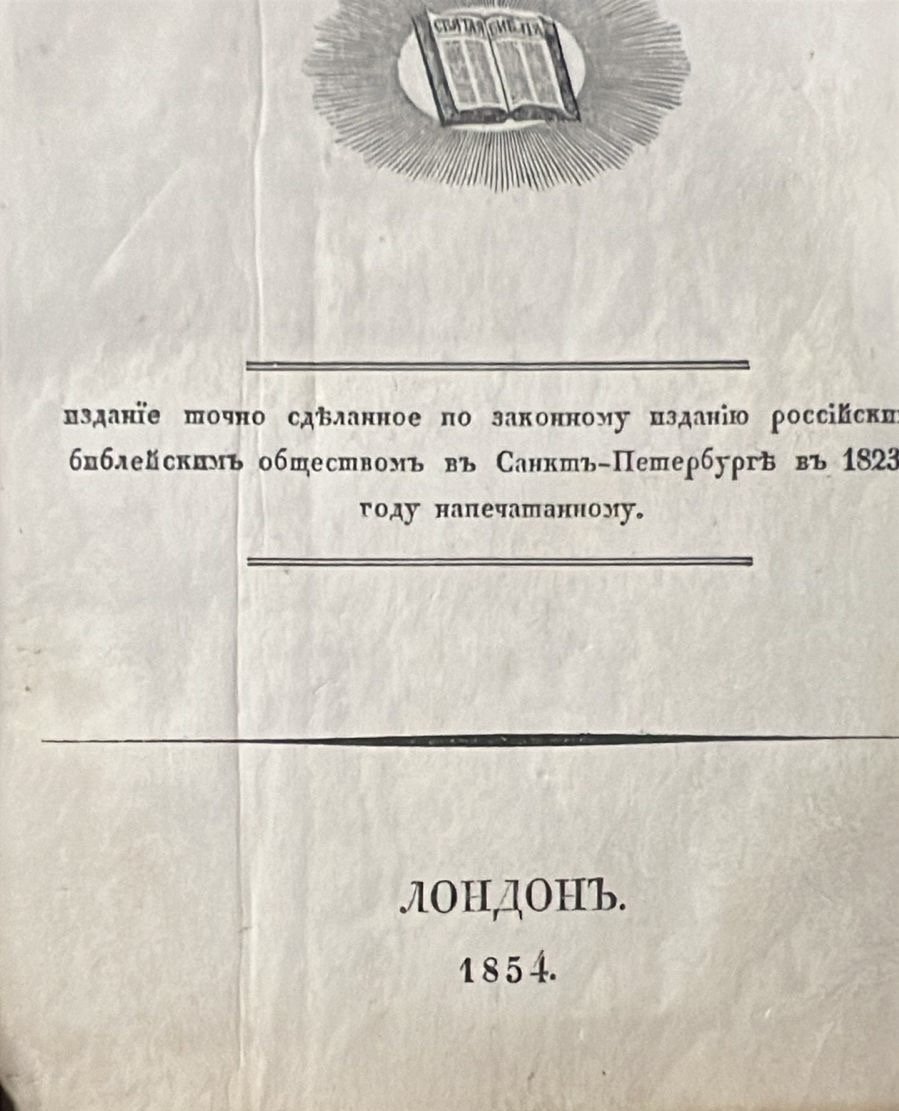 СВЯТАЯ БИБЛІЯ
изданїе точно сдѣланное по законному изданію россійски
библейскимъ обществомъ въ Санктъ-Петербургѣ въ 1823
году напечатанному.
ЛОНДОНЪ.
1854.